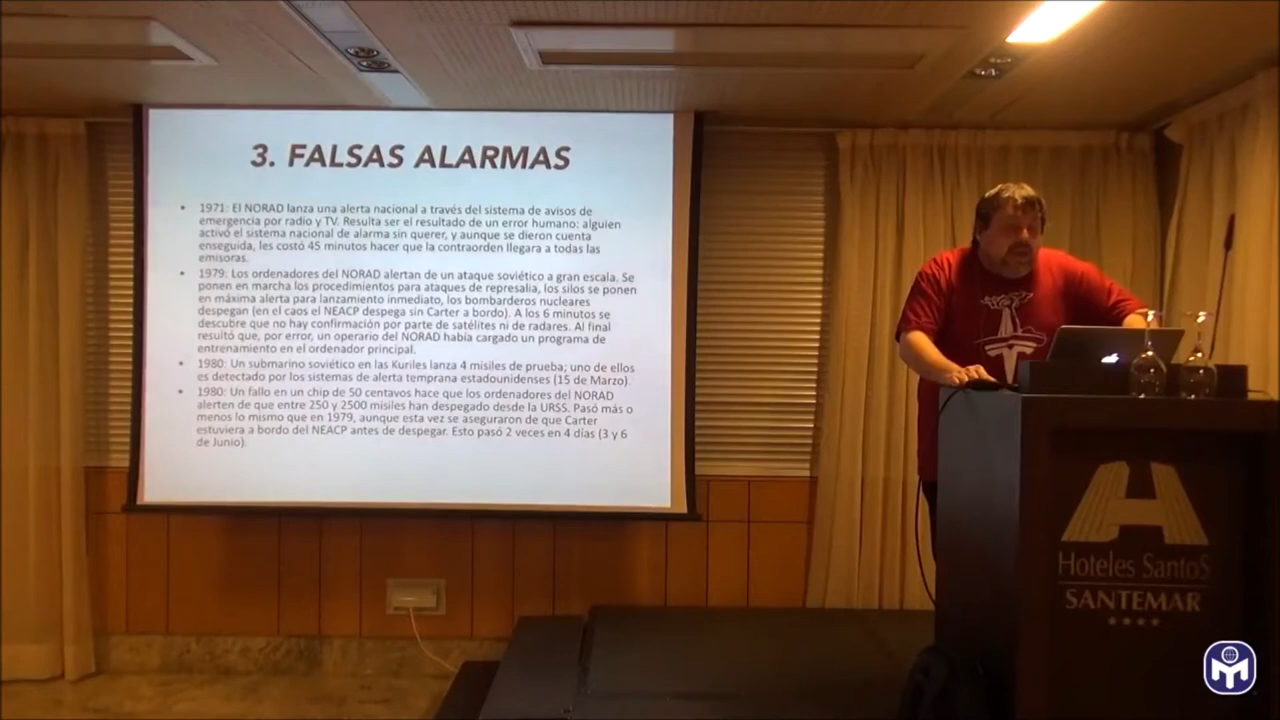 3. FALSAS ALARMAS
• 1971: El NORAD lanza una alerta nacional a través del sistema de avisos de
emergencia por radio y TV. Resulta ser el resultado de un error humano: alguien
activó el sistema nacional de alarma sin querer, y aunque se dieron cuenta
enseguida, les costó 45 minutos hacer que la contraorden llegara a todas las
emisoras.
• 1979: Los ordenadores del NORAD alertan de un ataque soviético a gran escala. Se
ponen en marcha los procedimientos para ataques de represalia, los silos se ponen
en máxima alerta para lanzamiento inmediato, los bombarderos nucleares
despegan (en el caos el NEACP despega sin Carter a bordo). A los 6 minutos se
descubre que no hay confirmación por parte de satélites ni de radares. Al final
resultó que, por error, un operario del NORAD había cargado un programa de
entrenamiento en el ordenador principal.
• 1980: Un submarino soviético en las Kuriles lanza 4 misiles de prueba; uno de ellos
es detectado por los sistemas de alerta temprana estadounidenses (15 de Marzo).
• 1980: Un fallo en un chip de 50 centavos hace que los ordenadores del NORAD
alerten de que entre 250 y 2500 misiles han despegado desde la URSS. Pasó más o
menos lo mismo que en 1979, aunque esta vez se aseguraron de que Carter
estuviera a bordo del NEACP antes de despegar. Esto pasó 2 veces en 4 días (3 y 6
de Junio).
Hoteles SantoS
SANTEMAR